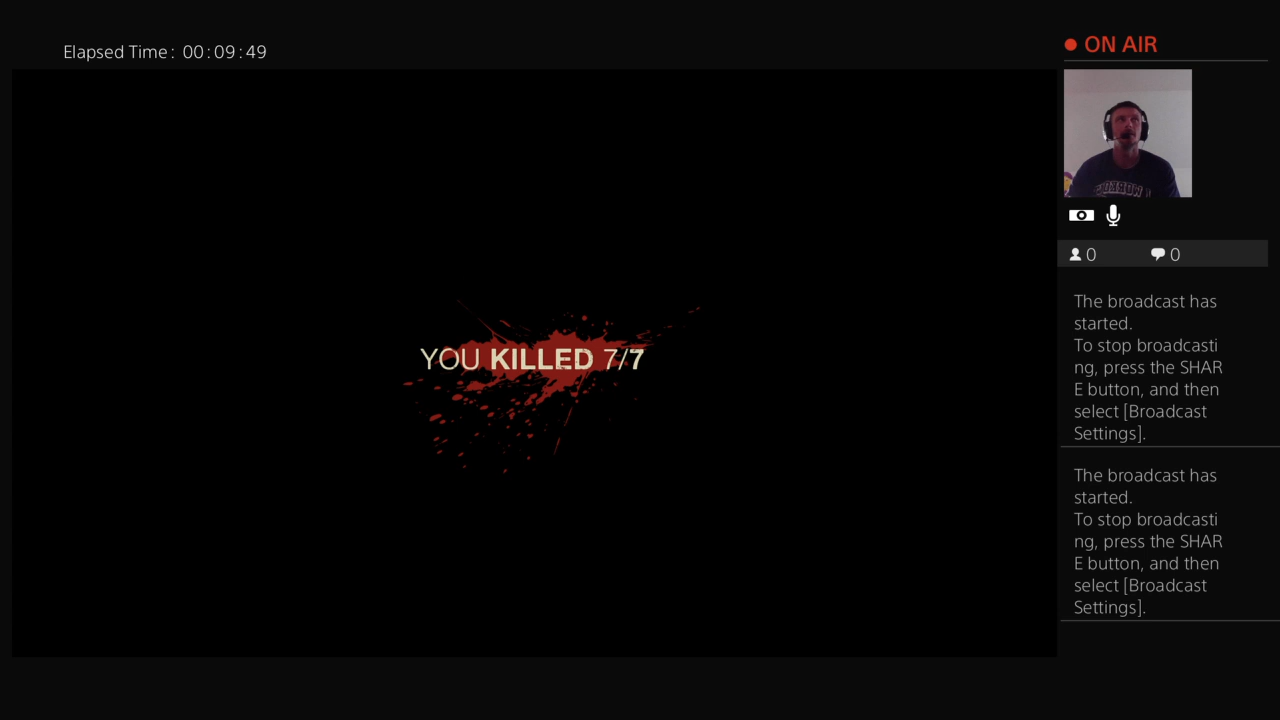 Elapsed Time: 00:09:49
ON AIR
YOU KILLED 7/7
0 0
The broadcast has
started.
To stop broadcasti
ng, press the SHAR
E button, and then
select [Broadcast
Settings].
The broadcast has
started.
To stop broadcasti
ng, press the SHAR
E button, and then
select [Broadcast
Settings].